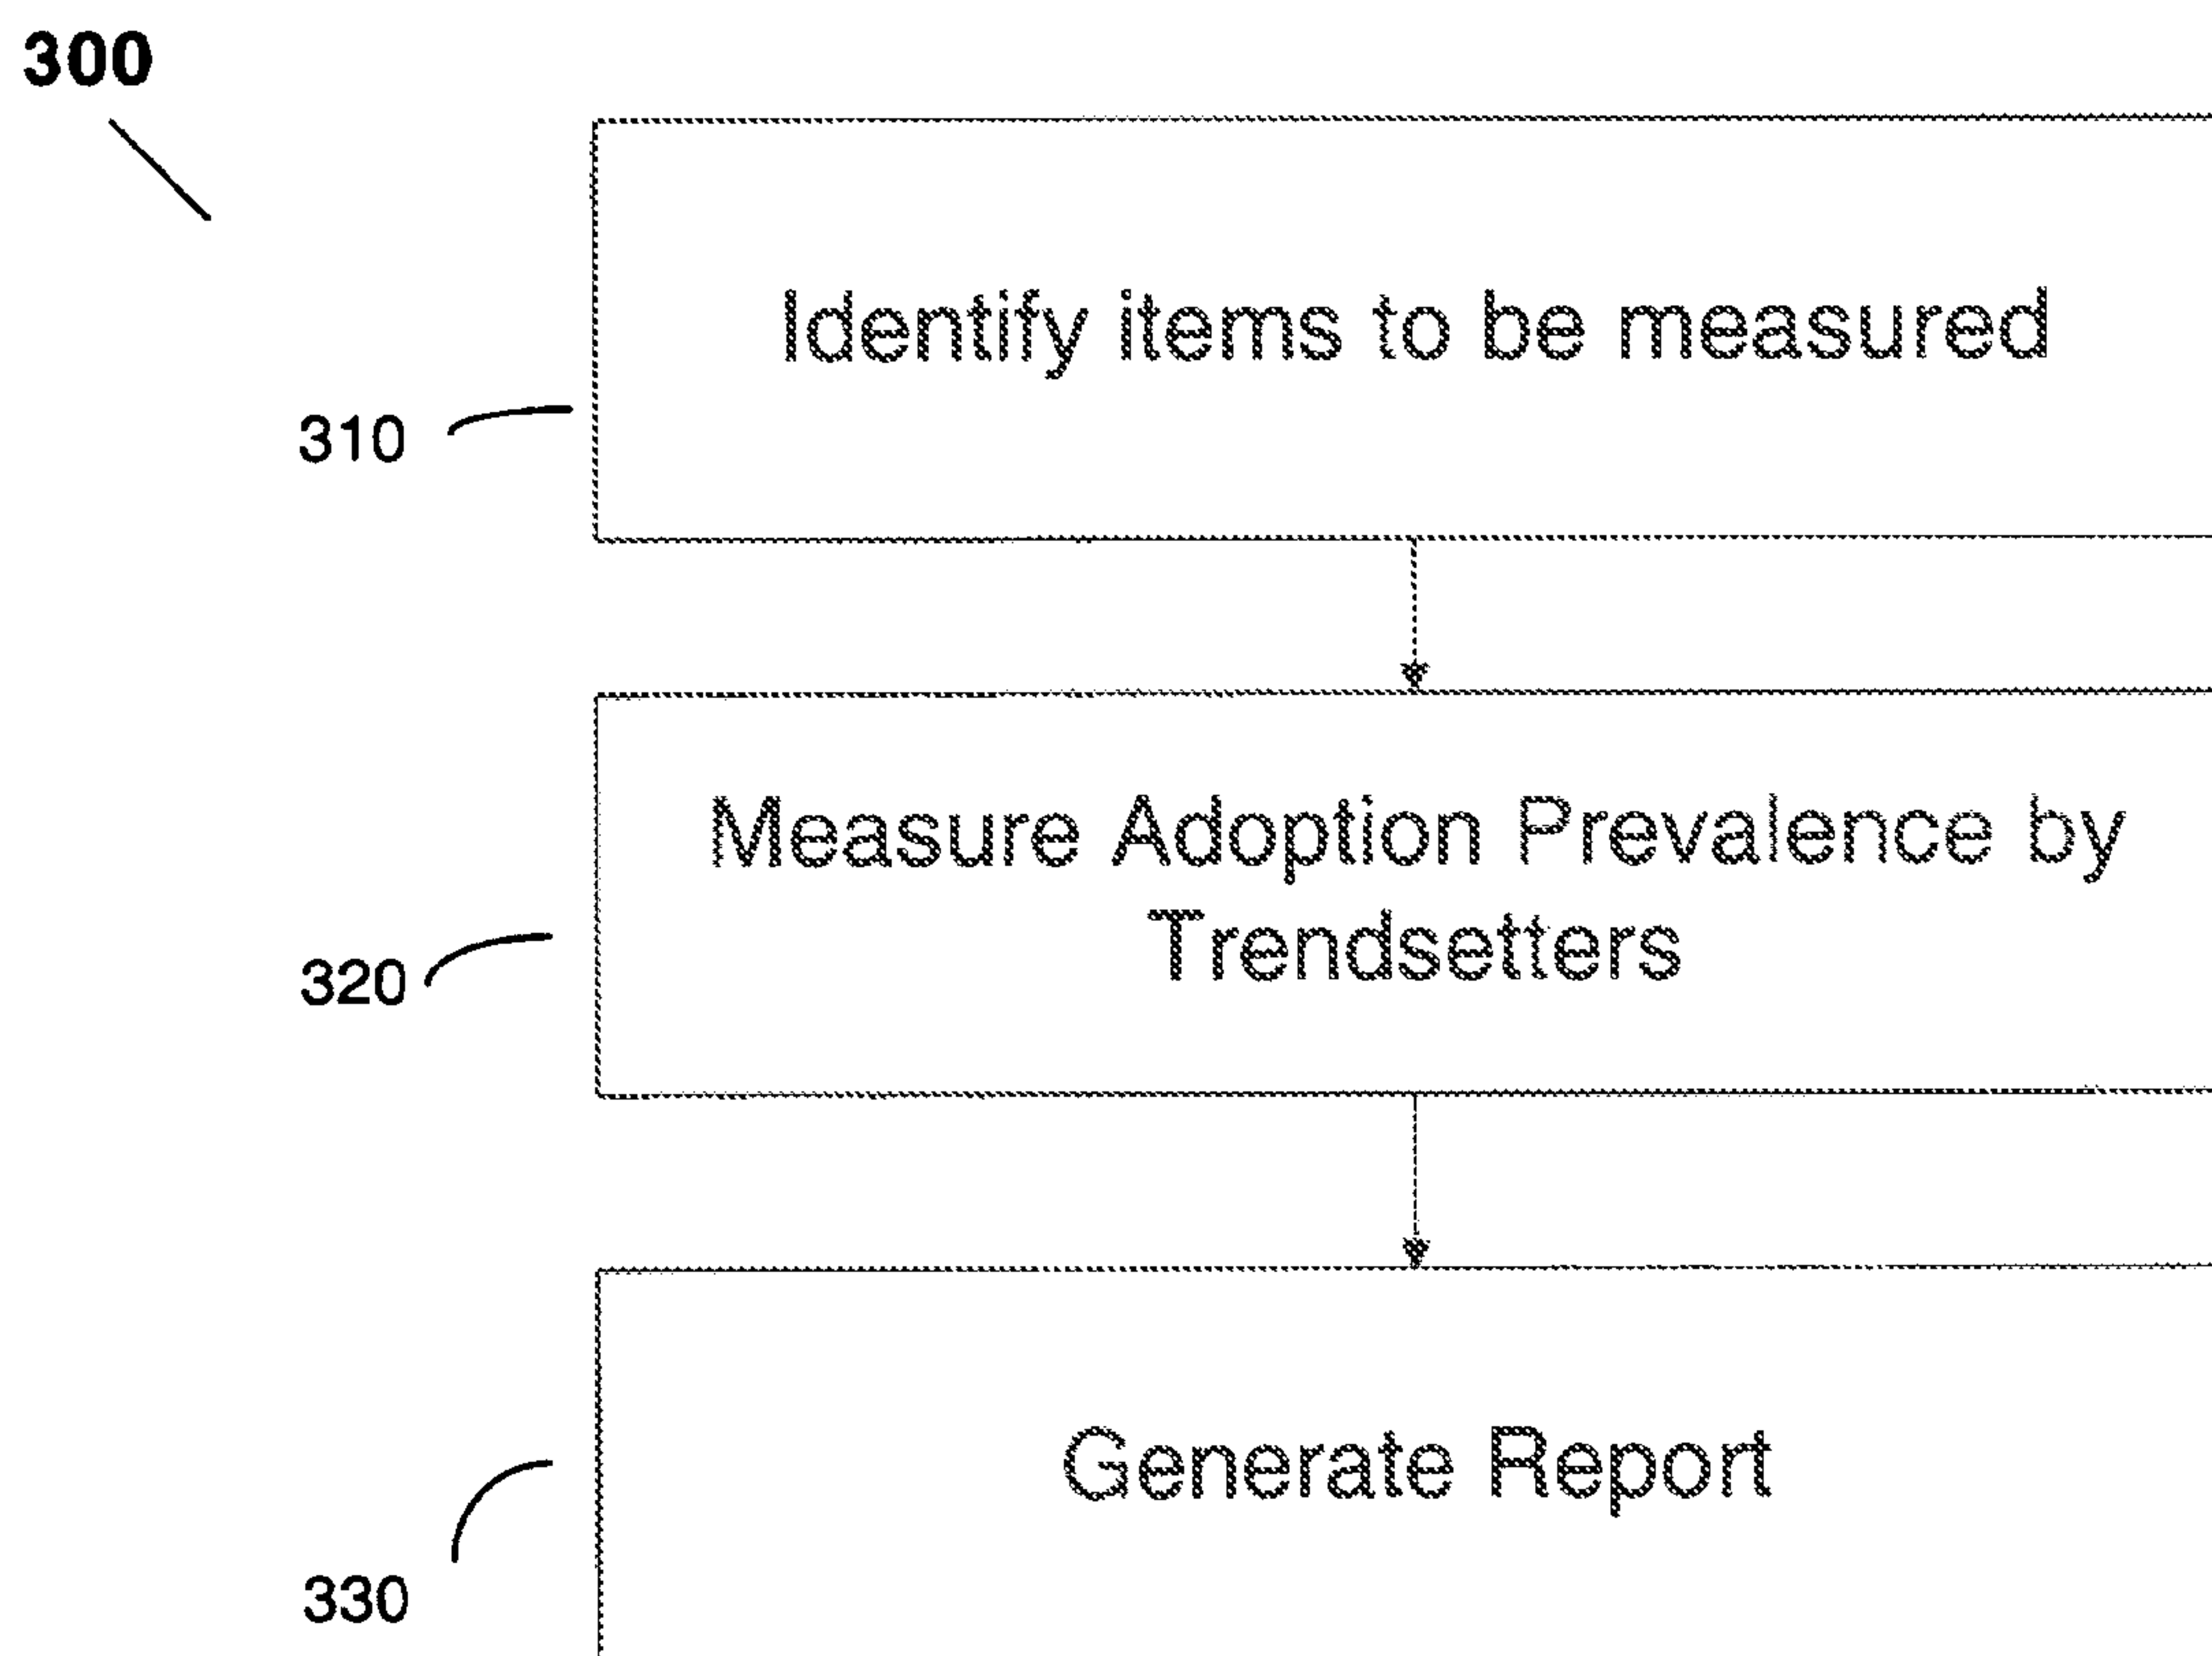 300
Identify items to be measured
310
Measure Adoption Prevalence by
Trendsetters
320
Generate Report
330